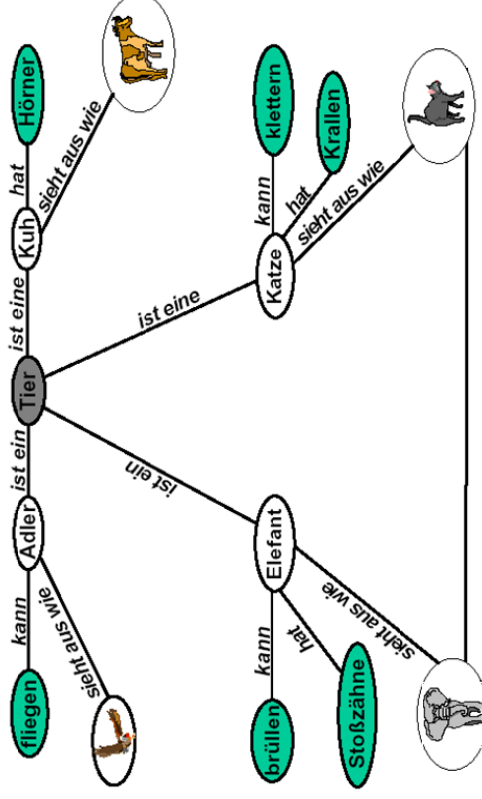 fliegen
kann
Adler
ist ein
Tier
ist eine
Kuh
hat
Hörner
sieht aus wie
sieht aus wie
ist ein
ist eine
brüllen
kann
Elefant
Katze
kann
klettern
hat
hat
Stoßzähne
Krallen
sieht aus wie
sieht aus wie